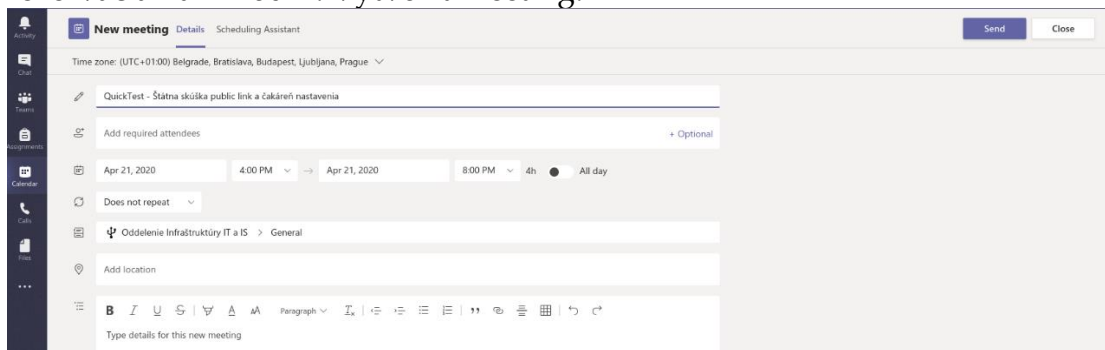 New meeting Details Scheduling Assistant Send Close
Time zone: (UTC+01:00) Belgrade, Bratislava, Budapest, Ljubljana, Prague
QuickTest - Štátna skúška public link a čakáreň nastavenia
Add required attendees + Optional
Apr 21, 2020 4:00 PM → Apr 21, 2020 8:00 PM 4h All day
Does not repeat
Oddelenie Infraštruktúry IT a IS > General
Add location
B I U S A AA Paragraph
Type details for this new meeting
Activity
Chat
Teams
Assignments
Calendar
Calls
Files